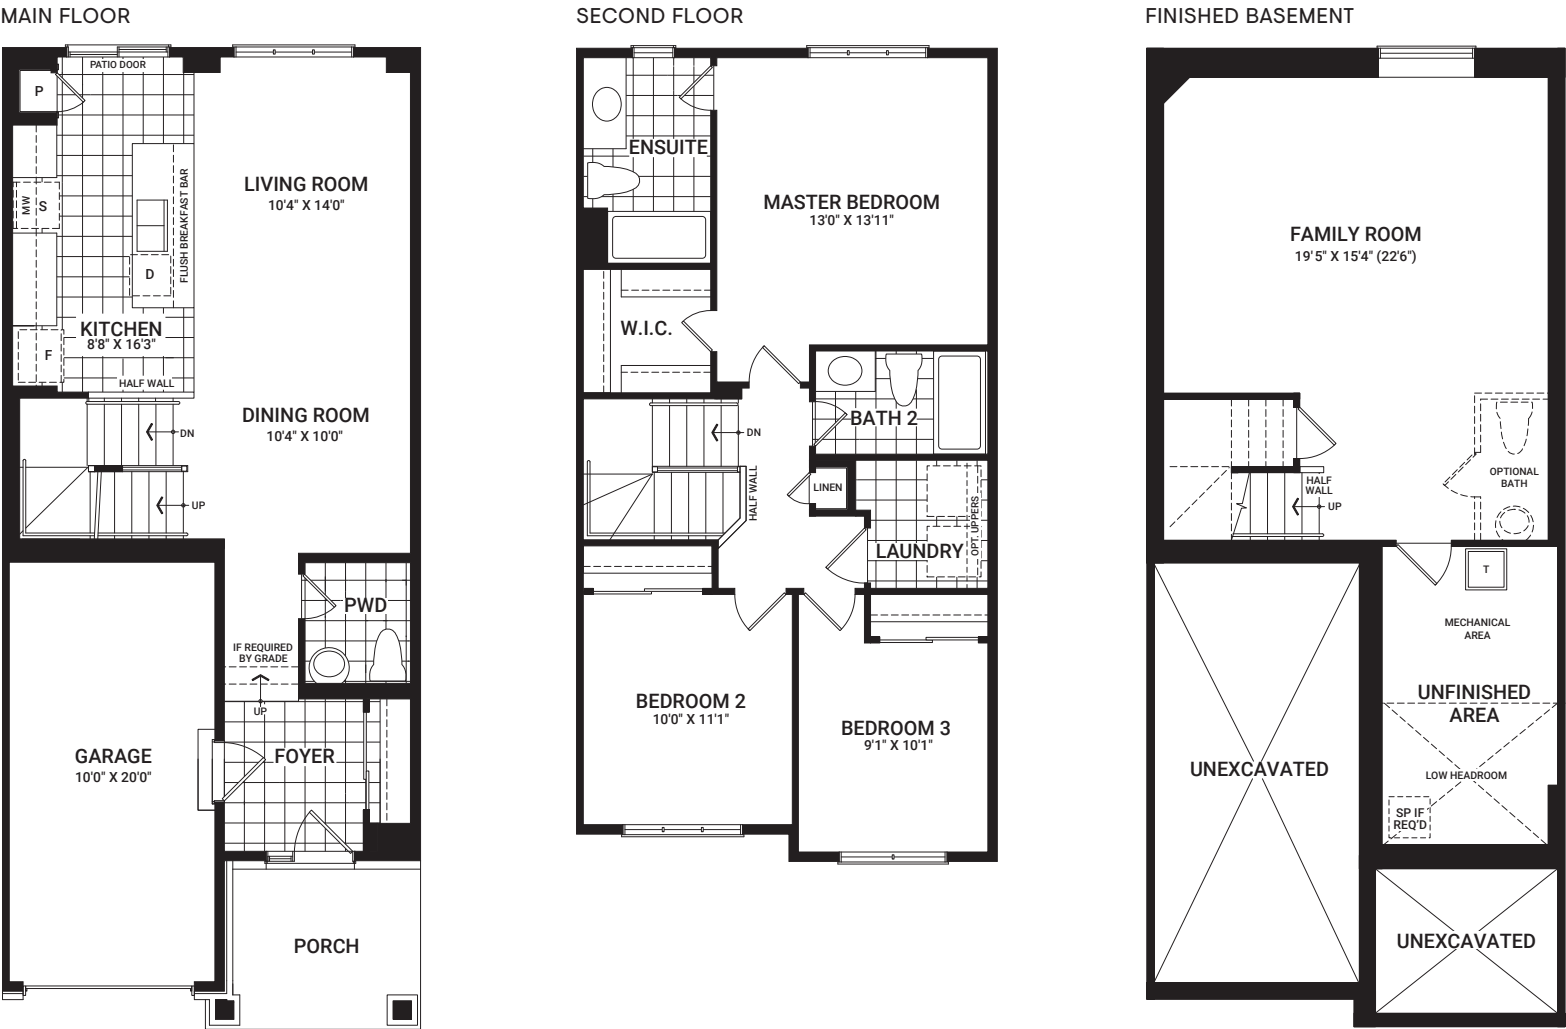 MAIN FLOOR
PATIO DOOR
P
MW
S
FLUSH BREAKFAST BAR
D
LIVING ROOM
10'4" X 14'0"
KITCHEN
8'8" X 16'3"
F
HALF WALL
DINING ROOM
10'4" X 10'0"
DN
UP
PWD
IF REQUIRED
BY GRADE
UP
FOYER
GARAGE
10'0" X 20'0"
PORCH
SECOND FLOOR
ENSUITE
MASTER BEDROOM
13'0" X 13'11"
W.I.C.
BATH 2
DN
HALF WALL
LINEN
OPT. UPPERS
LAUNDRY
BEDROOM 2
10'0" X 11'1"
BEDROOM 3
9'1" X 10'1"
FINISHED BASEMENT
FAMILY ROOM
19'5" X 15'4" (22'6")
OPTIONAL
BATH
HALF
WALL
UP
T
MECHANICAL
AREA
UNFINISHED
AREA
LOW HEADROOM
SP IF
REQ'D
UNEXCAVATED
UNEXCAVATED